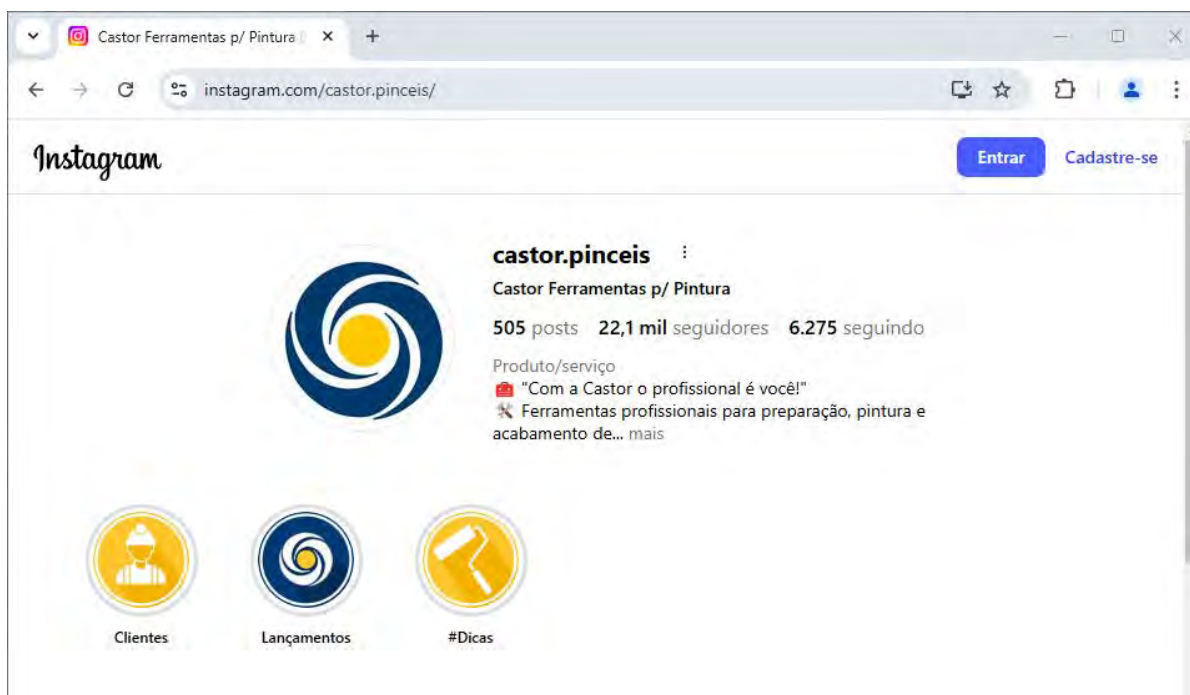 Castor Ferramentas p/ Pintura
instagram.com/castor.pinceis/
Instagram
Entrar
Cadastre-se
castor.pinceis
Castor Ferramentas p/ Pintura
505 posts 22,1 mil seguidores 6.275 seguindo
Produto/serviço
🧰 "Com a Castor o profissional é você!"
🛠 Ferramentas profissionais para preparação, pintura e
acabamento de... mais
Clientes
Lançamentos
#Dicas